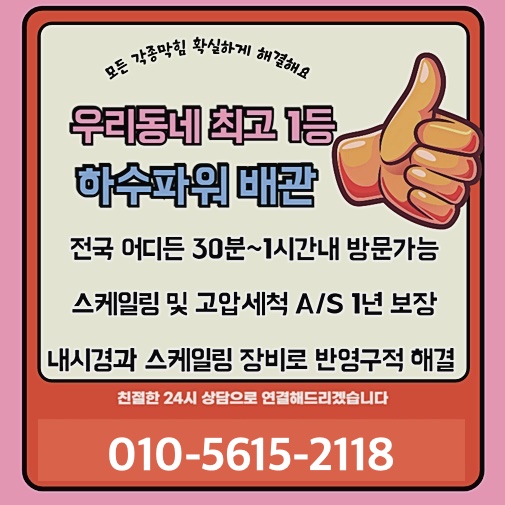 모든 각종막힘 확실하게 해결해요
우리동네 최고 1등
하수파워 배관
전국 어디든 30분~1시간내 방문가능
스케일링 및 고압세척 A/S 1년 보장
내시경과 스케일링 장비로 반영구적 해결
친절한 24시 상담으로 연결해드리겠습니다
010-5615-2118